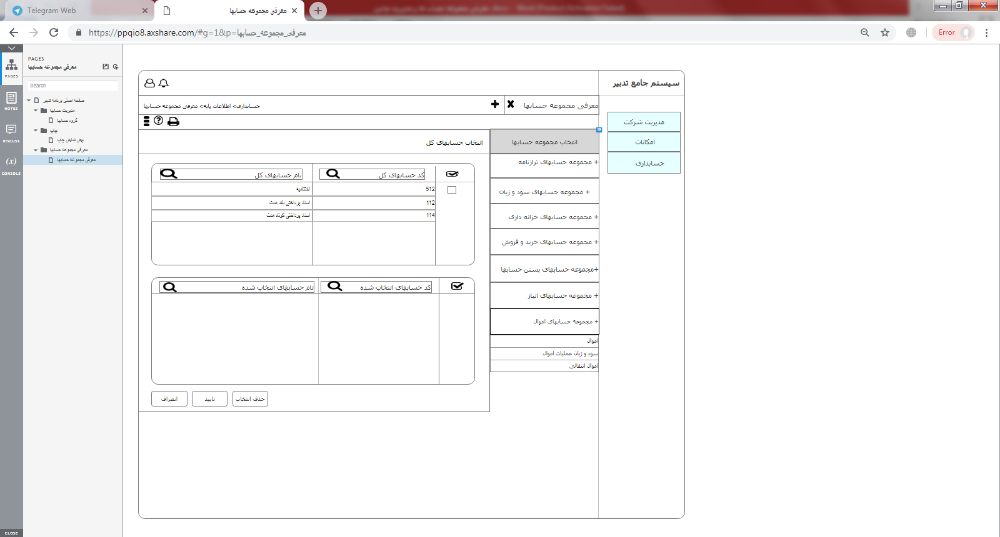 Telegram Web
معرفی مجموعه حسابها
https://ppqio8.axshare.com/#g=1&p=معرفی_مجموعه_حسابها
Error
PAGES
معرفی مجموعه حسابها
Search
صفحه اصلی برنامه تدبیر
مدیریت حسابها
گروه حسابها
چاپ
پیش نمایش چاپ
معرفی مجموعه حسابها
معرفی مجموعه حسابها
PAGES
NOTES
DISCUSS
(x)
CONSOLE
CLOSE
سیستم جامع تدبیر
معرفی مجموعه حسابها
حسابداری> اطلاعات پایه> معرفی مجموعه حسابها
مدیریت شرکت
امکانات
حسابداری
انتخاب مجموعه حسابها
+ مجموعه حسابهای ترازنامه
+ مجموعه حسابهای سود و زیان
+ مجموعه حسابهای خزانه داری
+ مجموعه حسابهای خرید و فروش
+مجموعه حسابهای بستن حسابها
+ مجموعه حسابهای انبار
+ مجموعه حسابهای اموال
اموال
سود و زیان عملیات اموال
اموال انتقالی
انتخاب حسابهای کل
کد حسابهای کل
نام حسابهای کل
512
اختتامیه
112
اسناد پرداختی بلند مدت
114
اسناد پرداختی کوتاه مدت
کد حسابهای انتخاب شده
نام حسابهای انتخاب شده
حذف انتخاب
تایید
انصراف